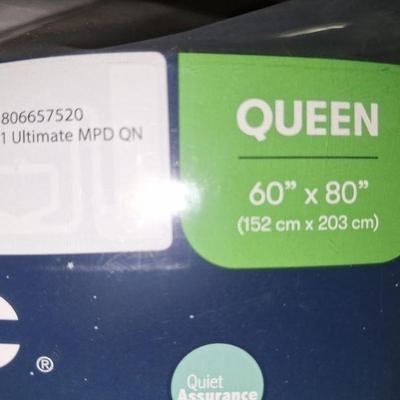 806657520
1 Ultimate MPD QN
QUEEN
60” x 80”
(152 cm x 203 cm)
®
Quiet
Assurance